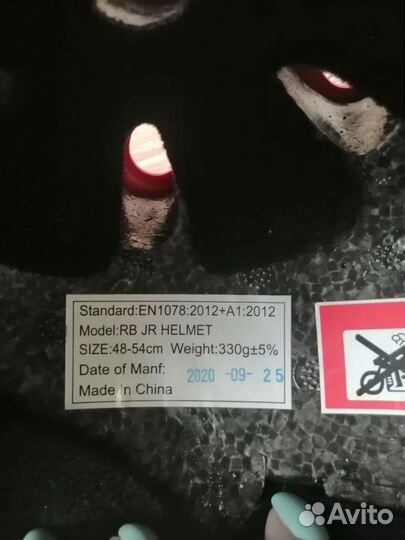 Standard:EN1078:2012+A1:2012
Model:RB JR HELMET
SIZE:48-54cm Weight:330g±5%
Date of Manf: 2020 -09- 25
Made In China
Avito